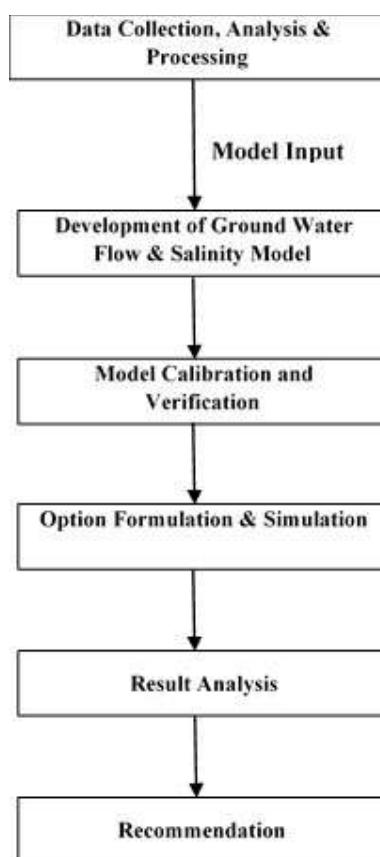 Data Collection, Analysis &
Processing
Model Input
Development of Ground Water
Flow & Salinity Model
Model Calibration and
Verification
Option Formulation & Simulation
Result Analysis
Recommendation